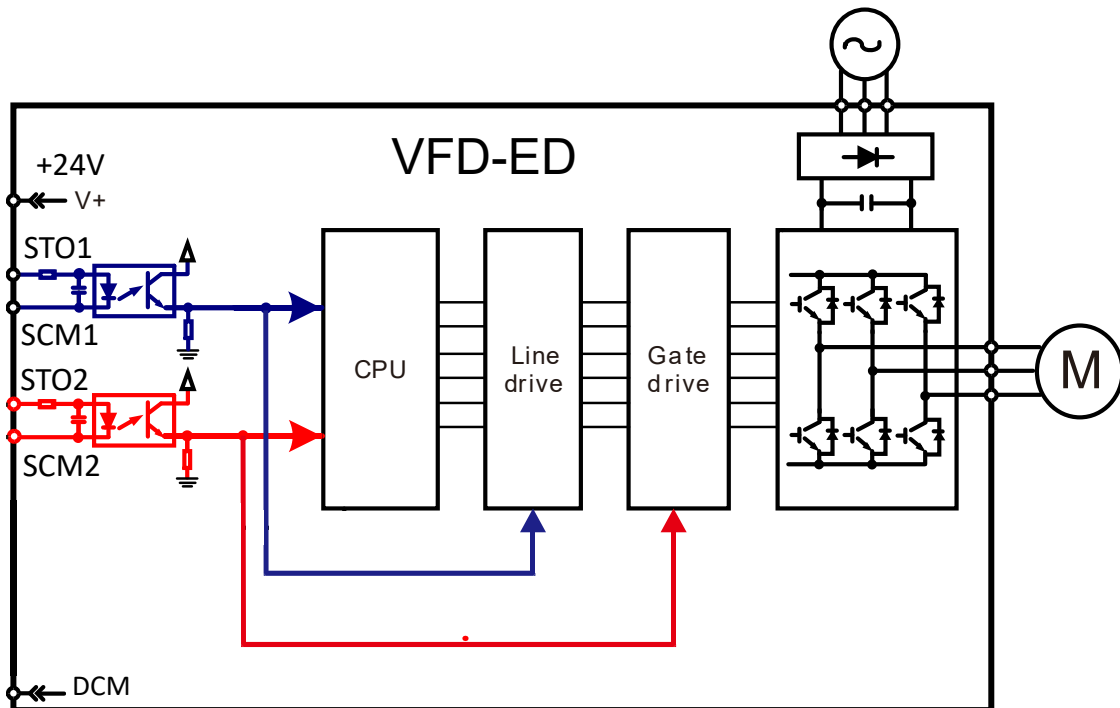 VFD-ED
+24V
V+
STO1
SCM1
STO2
SCM2
CPU
Line
drive
Gate
drive
M
DCM